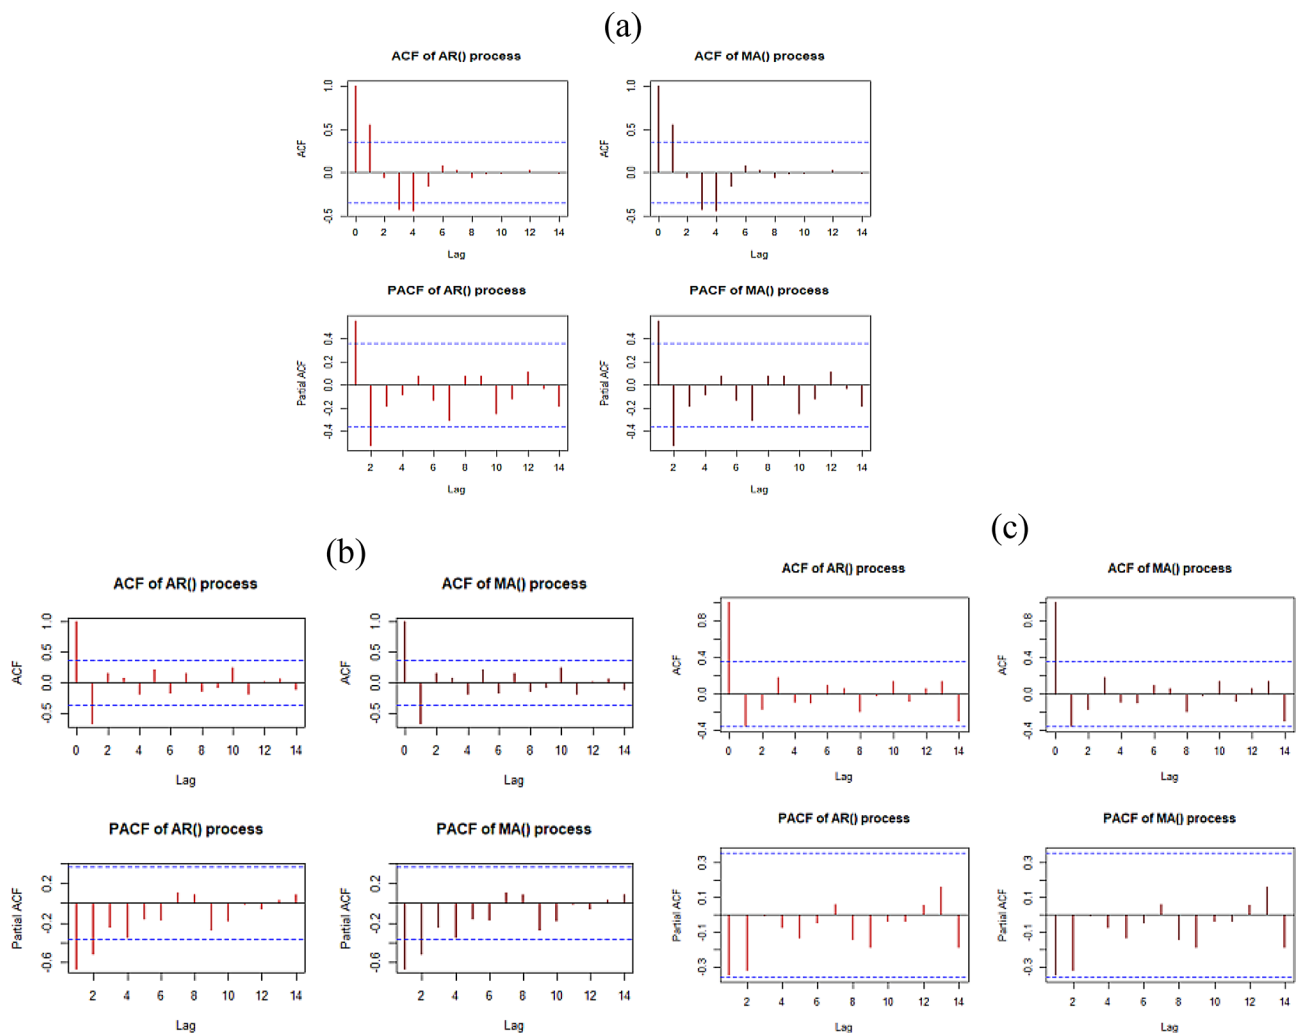 (a)
ACF of AR() process
ACF
1.0
0.5
0.0
-0.5
0 2 4 6 8 10 12 14
Lag
ACF of MA() process
ACF
1.0
0.5
0.0
-0.5
0 2 4 6 8 10 12 14
Lag
PACF of AR() process
Partial ACF
0.4
0.2
0.0
-0.2
-0.4
2 4 6 8 10 12 14
Lag
PACF of MA() process
Partial ACF
0.4
0.2
0.0
-0.2
-0.4
2 4 6 8 10 12 14
Lag
(b)
ACF of AR() process
ACF
1.0
0.5
0.0
-0.5
0 2 4 6 8 10 12 14
Lag
ACF of MA() process
ACF
1.0
0.5
0.0
-0.5
0 2 4 6 8 10 12 14
Lag
PACF of AR() process
Partial ACF
0.2
-0.2
-0.6
2 4 6 8 10 12 14
Lag
PACF of MA() process
Partial ACF
0.2
-0.2
-0.6
2 4 6 8 10 12 14
Lag
(c)
ACF of AR() process
ACF
0.8
0.4
0.0
-0.4
0 2 4 6 8 10 12 14
Lag
ACF of MA() process
ACF
0.8
0.4
0.0
-0.4
0 2 4 6 8 10 12 14
Lag
PACF of AR() process
Partial ACF
0.3
0.1
-0.1
-0.3
2 4 6 8 10 12 14
Lag
PACF of MA() process
Partial ACF
0.3
0.1
-0.1
-0.3
2 4 6 8 10 12 14
Lag